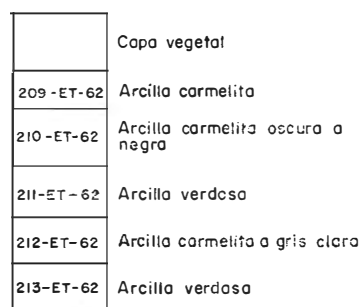 Capa vegetal
209-ET-62 Arcilla carmelita
210-ET-62 Arcilla carmelita oscura a
negra
211-ET-62 Arcilla verdosa
212-ET-62 Arcilla carmelita a gris clara
213-ET-62 Arcilla verdosa